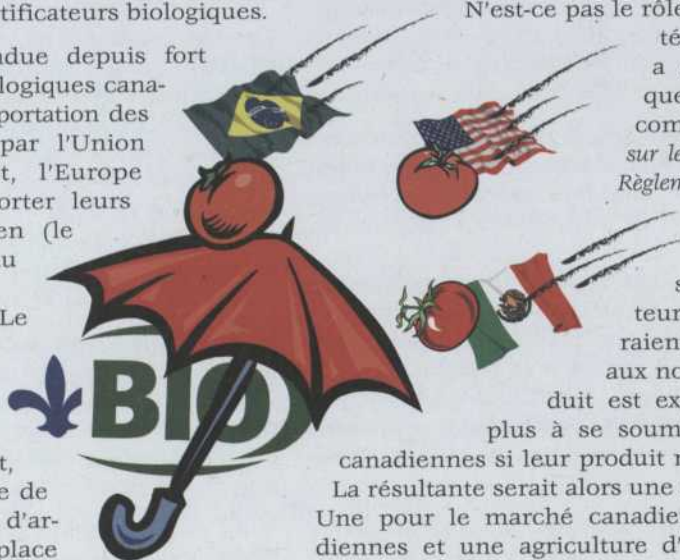 tificateurs biologiques.
ndue depuis fort
logiques cana-
portation des
par l'Union
t, l'Europe
orter leurs
en (le
u
Le
t,
e de
d'ar-
place
BIO
N'est-ce pas le rôle
té
a
que
com
sur le
Règlen
s
teur
raien
aux no
duit est ex
plus à se soum
canadiennes si leur produit n
La résultante serait alors une
Une pour le marché canadie
diennes et une agriculture d'